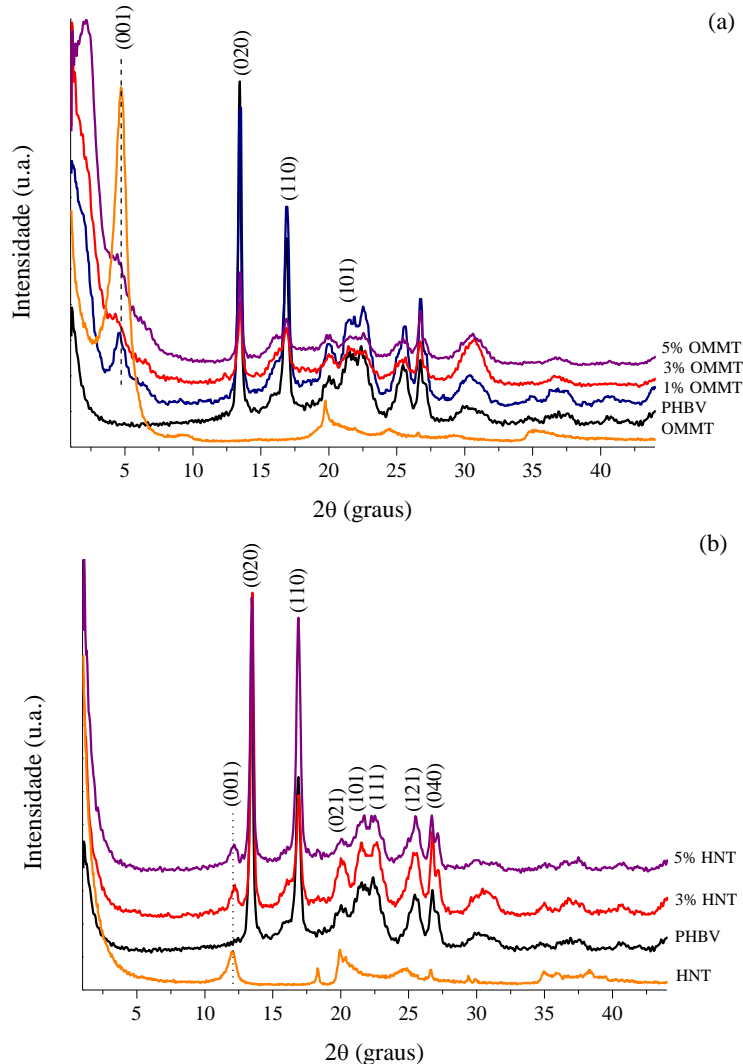 (a)
(001)
(020)
(110)
(101)
Intensidade (u.a.)
5% OMMT
3% OMMT
1% OMMT
PHBV
OMMT
5 10 15 20 25 30 35 40
2θ (graus)
(b)
(020)
(110)
(001)
(021)
(101)
(111)
(121)
(040)
Intensidade (u.a.)
5% HNT
3% HNT
PHBV
HNT
5 10 15 20 25 30 35 40
2θ (graus)